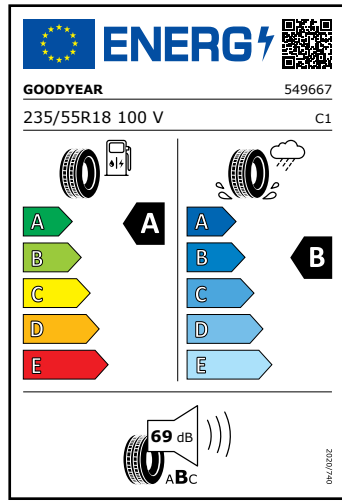 ENERG
GOODYEAR 549667
235/55R18 100 V C1
A A A
B B B
C C
D D
E E
69 dB
ABC
2020/740